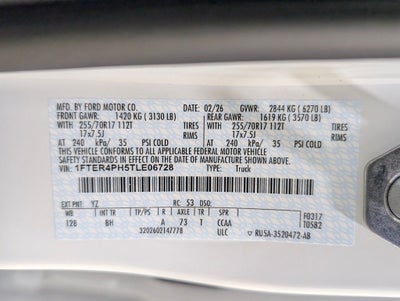 MFD. BY FORD MOTOR CO. 02/26 GVWR: 2844 KG ( 6270 LB)
FRONT GAWR: 1420 KG ( 3130 LB) REAR GAWR: 1619 KG ( 3570 LB)
WITH 255/70R17 112T TIRES WITH 255/70R17 112T TIRES
17x7.5J RIMS 17x7.5J RIMS
AT 240 kPa/ 35 PSI COLD AT 240 kPa/ 35 PSI COLD
THIS VEHICLE CONFORMS TO ALL APPLICABLE FEDERAL MOTOR VEHICLE
SAFETY STANDARDS IN EFFECT ON THE DATE OF MANUFACTURE SHOWN ABOVE.
VIN: 1FTER4PH5TLE06728 TYPE: Truck
EXT PNT: YZ RC: 53 DSO:
WB INT TR TP/PS R AXLE TR SPR F0317
128 BH A 73 T CCAA T0582
3202602147778 ULC RU5A-3520472-AB